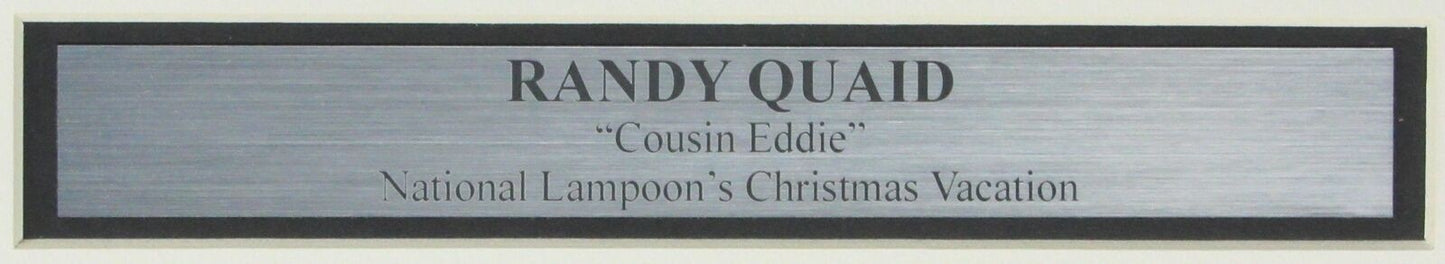 RANDY QUAID
“Cousin Eddie”
National Lampoon’s Christmas Vacation